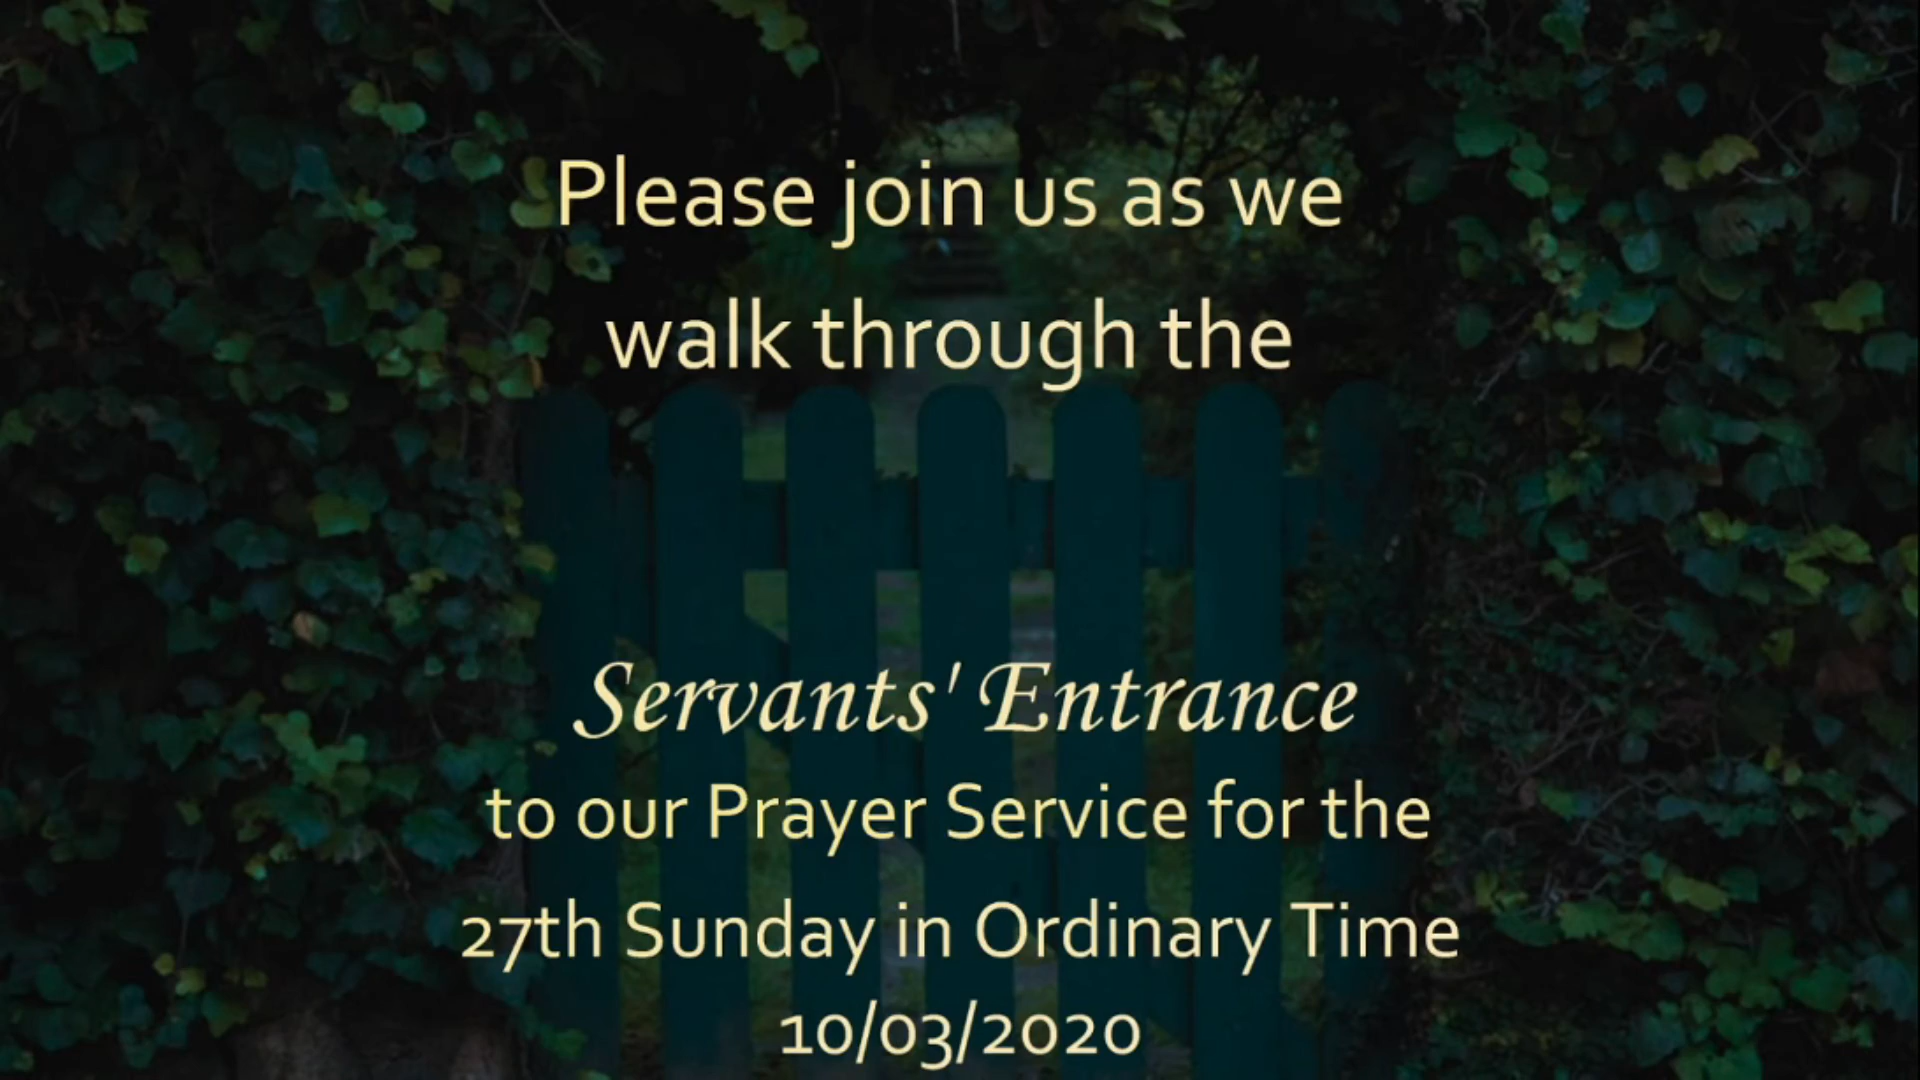 Please join us as we
walk through the
Servants' Entrance
to our Prayer Service for the
27th Sunday in Ordinary Time
10/03/2020